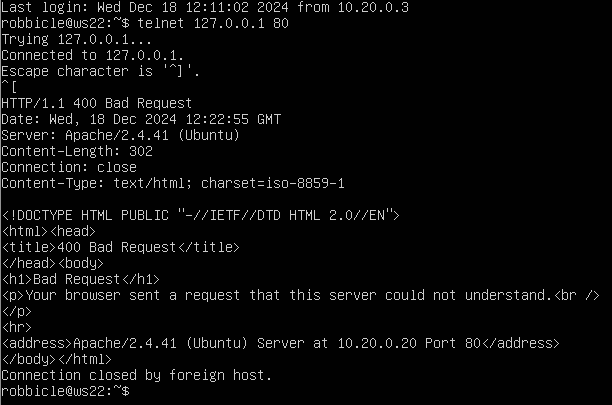 Last login: Wed Dec 18 12:11:02 2024 from 10.20.0.3
robbicle@ws22:~$ telnet 127.0.0.1 80
Trying 127.0.0.1...
Connected to 127.0.0.1.
Escape character is '^]'.
^[
HTTP/1.1 400 Bad Request
Date: Wed, 18 Dec 2024 12:22:55 GMT
Server: Apache/2.4.41 (Ubuntu)
Content-Length: 302
Connection: close
Content-Type: text/html; charset=iso-8859-1

<!DOCTYPE HTML PUBLIC "-//IETF//DTD HTML 2.0//EN">
<html><head>
<title>400 Bad Request</title>
</head><body>
<h1>Bad Request</h1>
<p>Your browser sent a request that this server could not understand.<br />
</p>
<hr>
<address>Apache/2.4.41 (Ubuntu) Server at 10.20.0.20 Port 80</address>
</body></html>
Connection closed by foreign host.
robbicle@ws22:~$